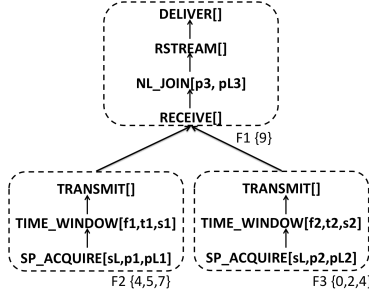 DELIVER[]
RSTREAM[]
NL_JOIN[p3, pL3]
RECEIVE[]
F1 {9}
TRANSMIT[]
TIME_WINDOW[f1,t1,s1]
SP_ACQUIRE[sL,p1,pL1]
F2 {4,5,7}
TRANSMIT[]
TIME_WINDOW[f2,t2,s2]
SP_ACQUIRE[sL,p2,pL2]
F3 {0,2,4}